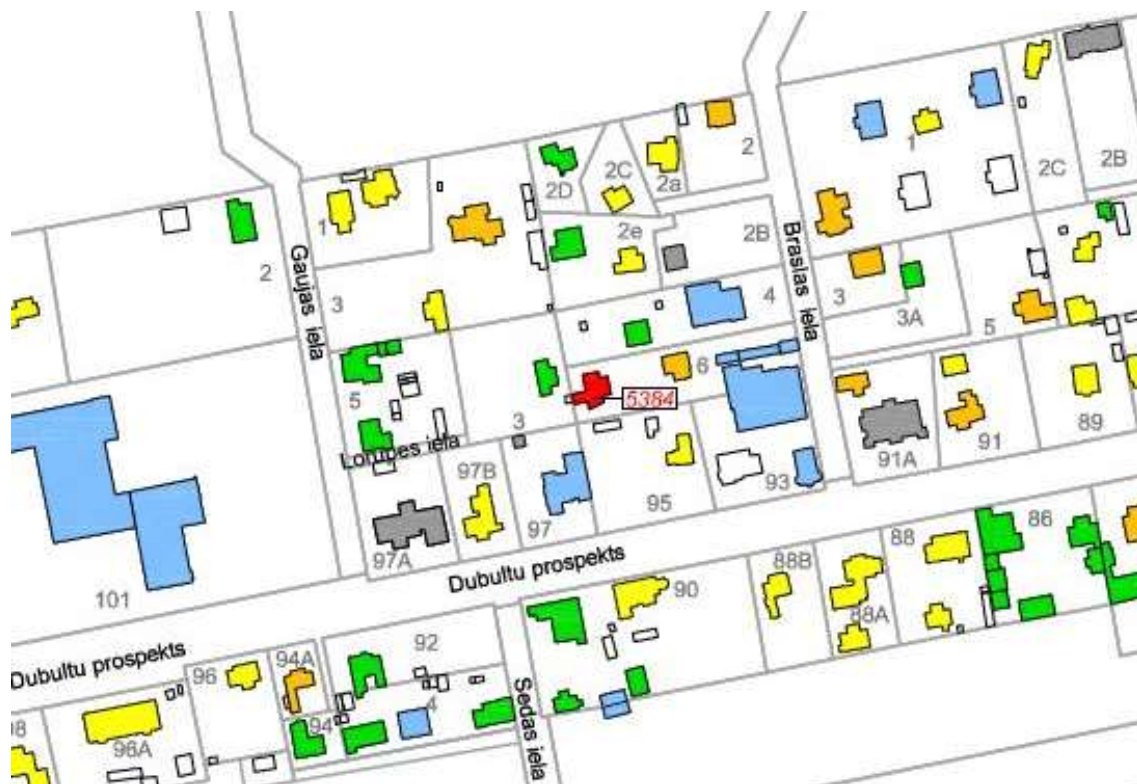 2C
2B
1
2
2C
2D
2a
1
2e
2B
2
Gaujas iela
Braslas iela
3
4
3
3A
5
6
5
5384
3
Lotupes iela
97B
97
95
93
91A
91
89
97A
101
Dubultu prospekts
88B
88
86
90
88A
92
Dubultu prospekts
96
94A
4
94
96A
98
Sedas iela